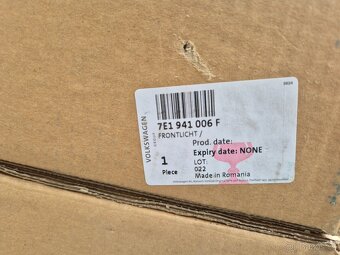 VOLKSWAGEN
7E1 941 006 F
FRONTLICHT /
Prod. date:
Expiry date: NONE
LOT:
1
022
Piece
Made in Romania